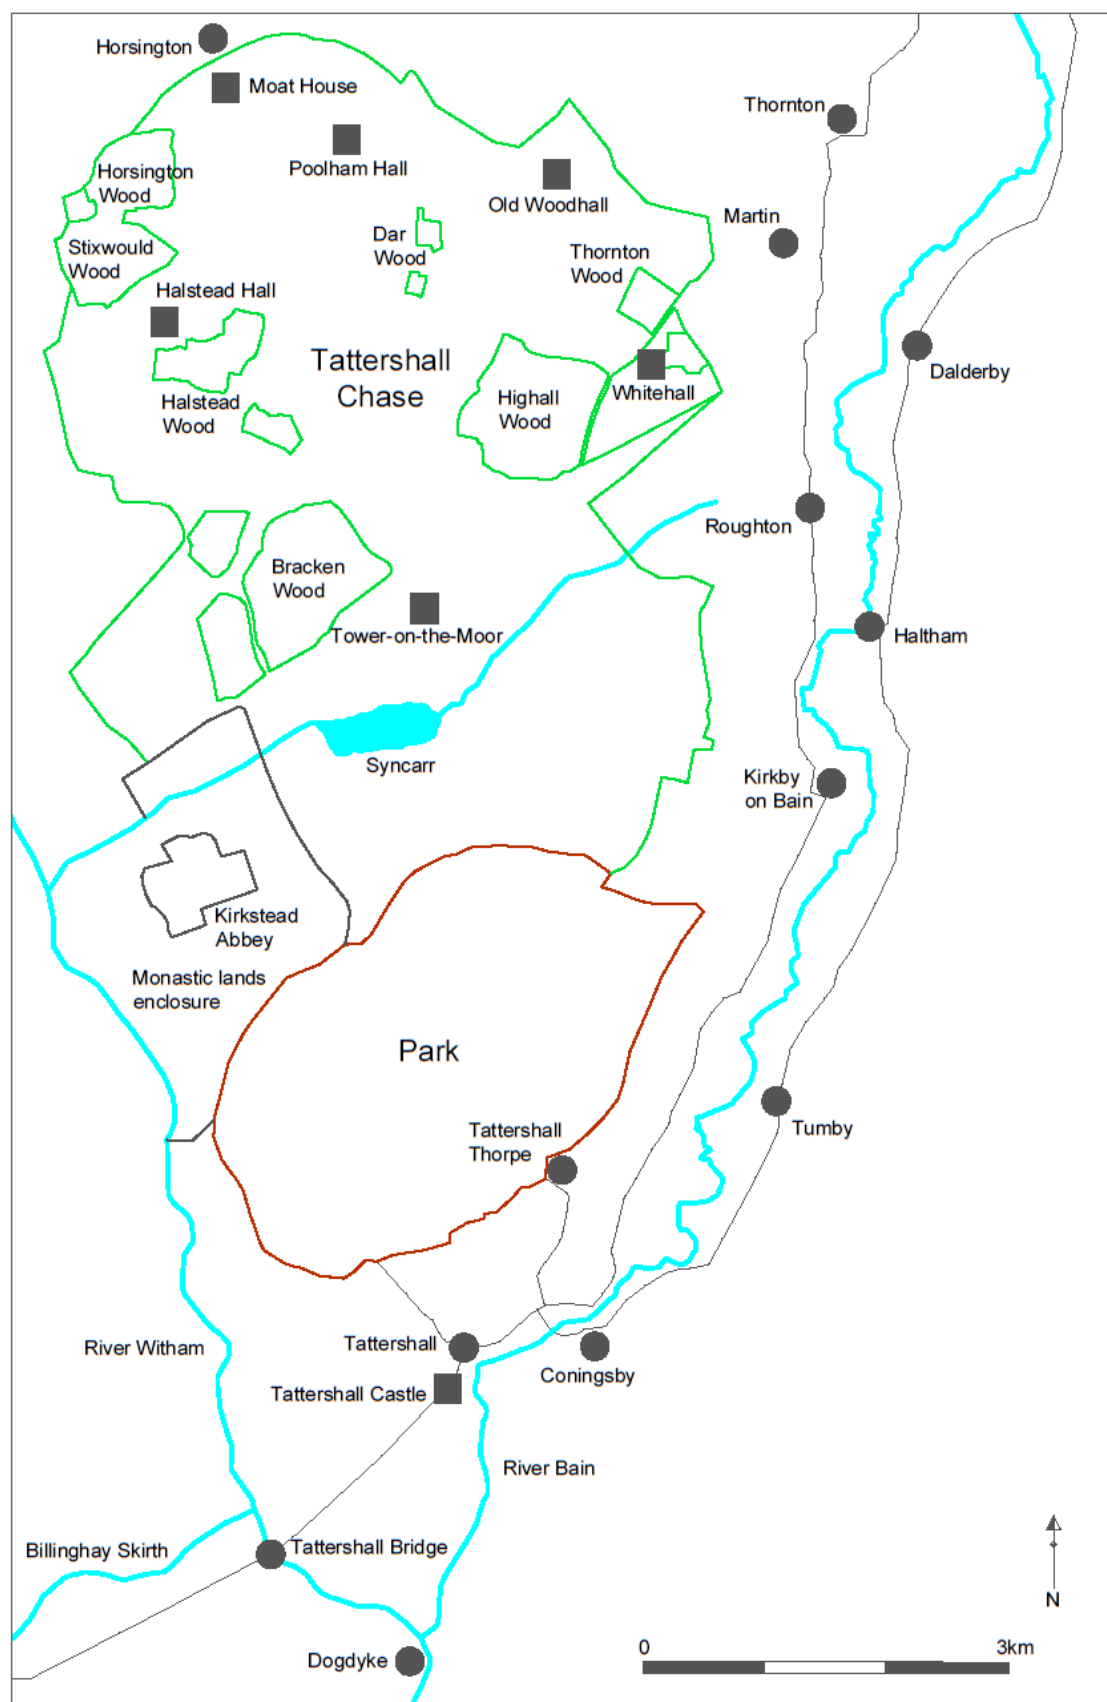 Horsington
Moat House
Thornton
Poolham Hall
Horsington
Wood
Old Woodhall
Martin
Dar
Wood
Stixwould
Wood
Thornton
Wood
Halstead Hall
Tattershall
Chase
Dalderby
Whitehall
Highall
Wood
Halstead
Wood
Roughton
Bracken
Wood
Tower-on-the-Moor
Haltham
Syncarr
Kirkby
on Bain
Kirkstead
Abbey
Monastic lands
enclosure
Park
Tattershall
Thorpe
Tumby
River Witham
Tattershall
Coningsby
Tattershall Castle
River Bain
Billinghay Skirth
Tattershall Bridge
N
Dogdyke
0
3km